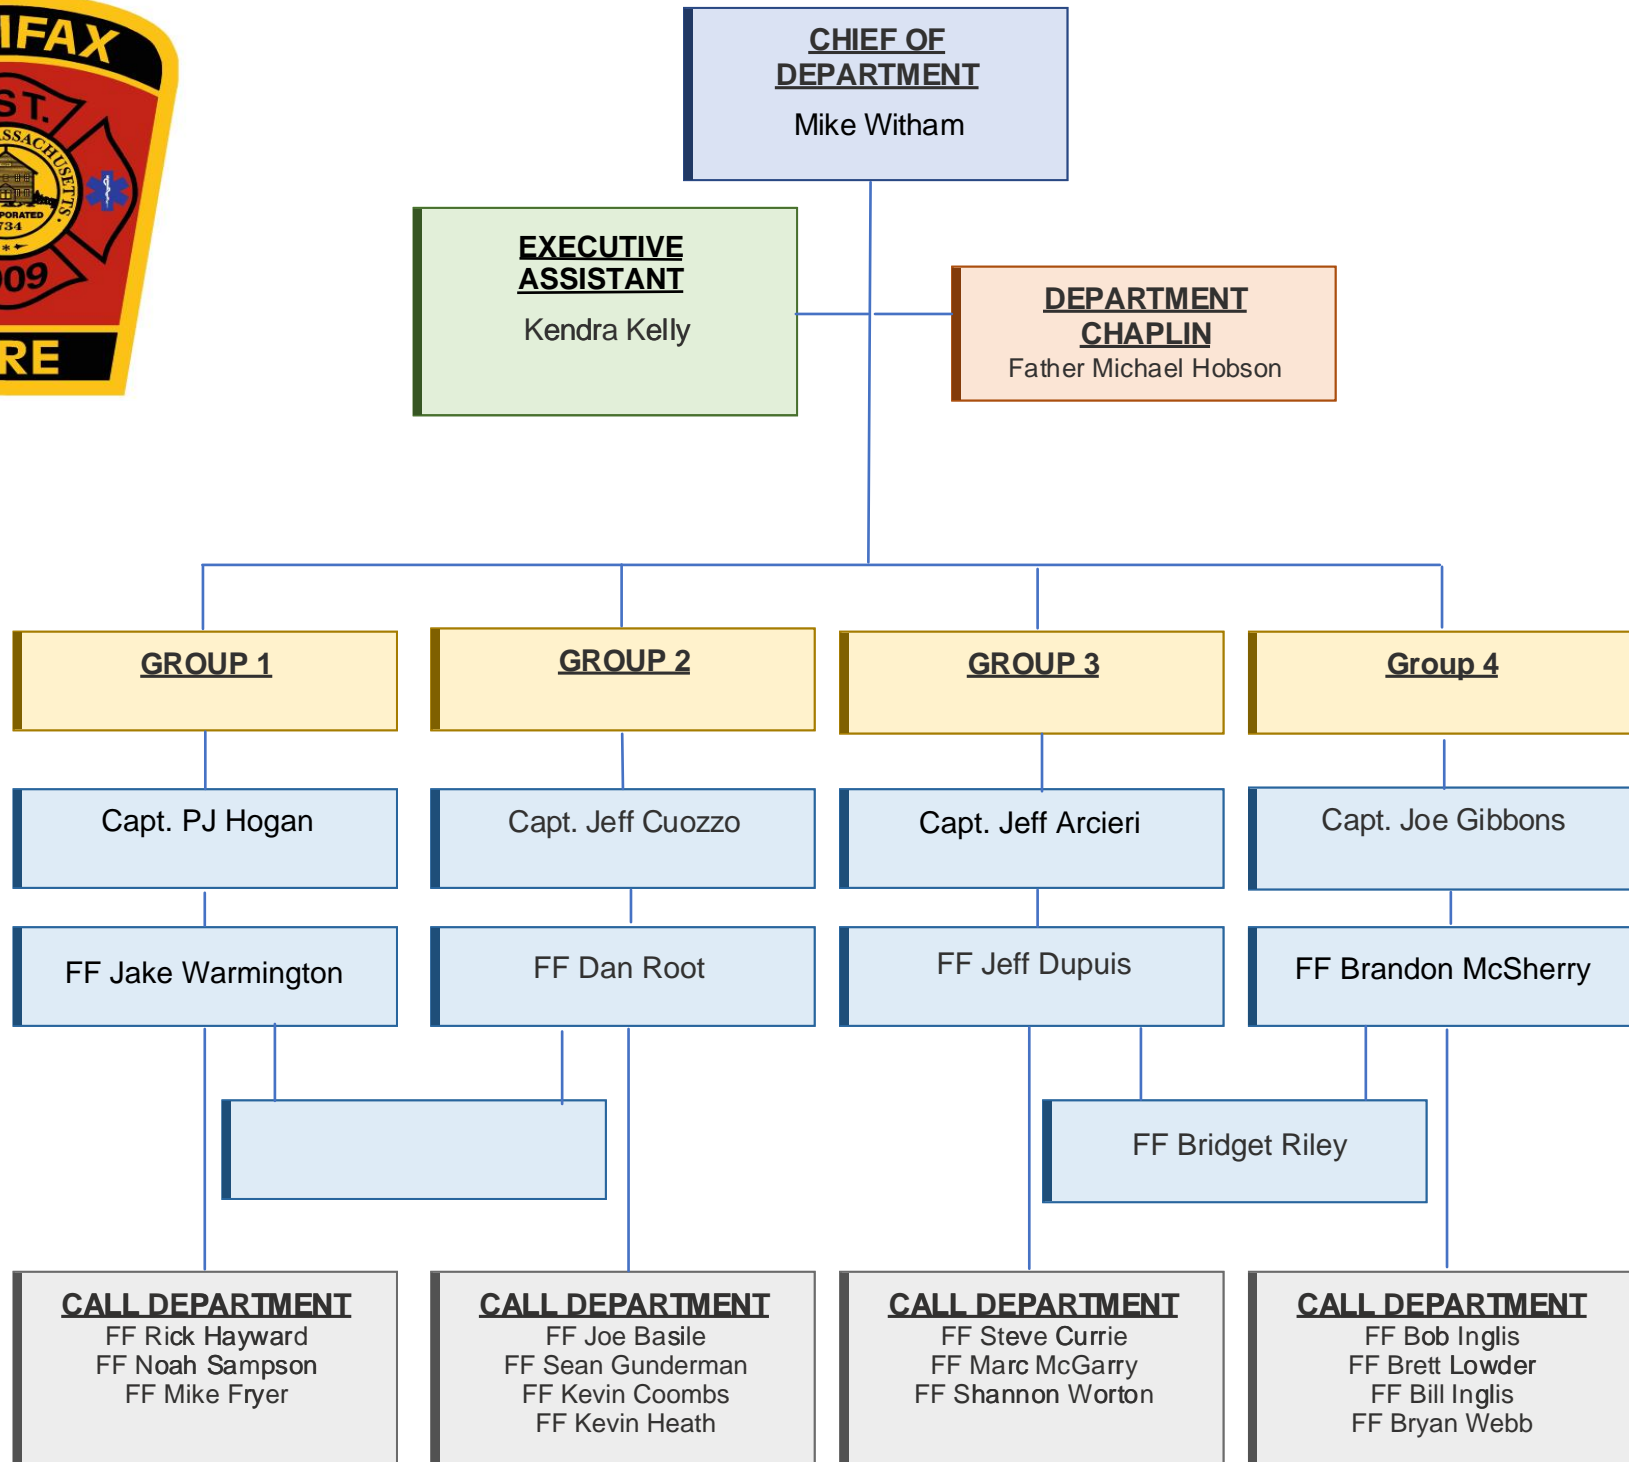 IFAX
ST.
MASSACHUSETTS
PORATED
734
909
RE
CHIEF OF
DEPARTMENT
Mike Witham
EXECUTIVE
ASSISTANT
Kendra Kelly
DEPARTMENT
CHAPLIN
Father Michael Hobson
GROUP 1
GROUP 2
GROUP 3
Group 4
Capt. PJ Hogan
Capt. Jeff Cuozzo
Capt. Jeff Arcieri
Capt. Joe Gibbons
FF Jake Warmington
FF Dan Root
FF Jeff Dupuis
FF Brandon McSherry
FF Bridget Riley
CALL DEPARTMENT
FF Rick Hayward
FF Noah Sampson
FF Mike Fryer
CALL DEPARTMENT
FF Joe Basile
FF Sean Gunderman
FF Kevin Coombs
FF Kevin Heath
CALL DEPARTMENT
FF Steve Currie
FF Marc McGarry
FF Shannon Worton
CALL DEPARTMENT
FF Bob Inglis
FF Brett Lowder
FF Bill Inglis
FF Bryan Webb